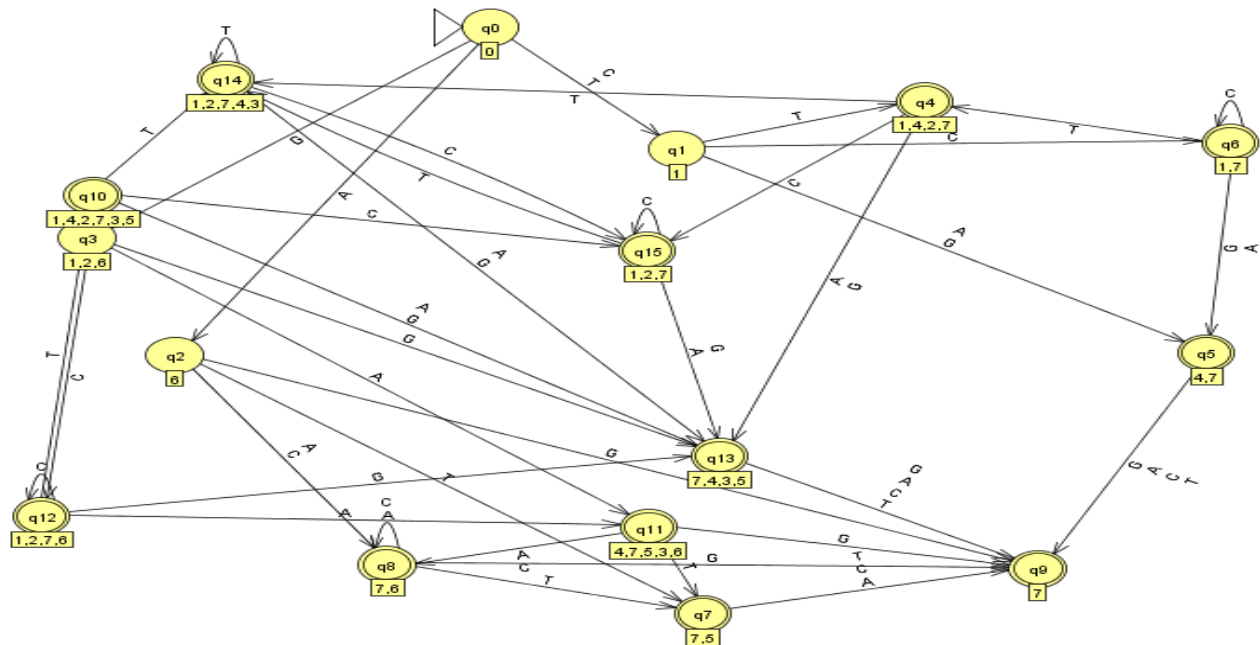 q0
0
T
q14
1,2,7,4,3
C
T
T
q4
1,4,2,7
C
q6
1,7
T
T
C
T
q1
1
G
C
A
C
T
q10
1,4,2,7,3,5
q3
1,2,6
C
C
q15
1,2,7
A
G
G
A
A
G
A
G
A
G
G
T
C
q2
6
A
G
A
q5
4,7
A
C
G
T
G
q13
7,4,3,5
G
A
C
T
G
A
C
T
C
q12
1,2,7,6
G
A
C
A
q11
4,7,5,3,6
G
q8
7,6
A
C
T
T
G
T
C
A
q9
7
q7
7,5